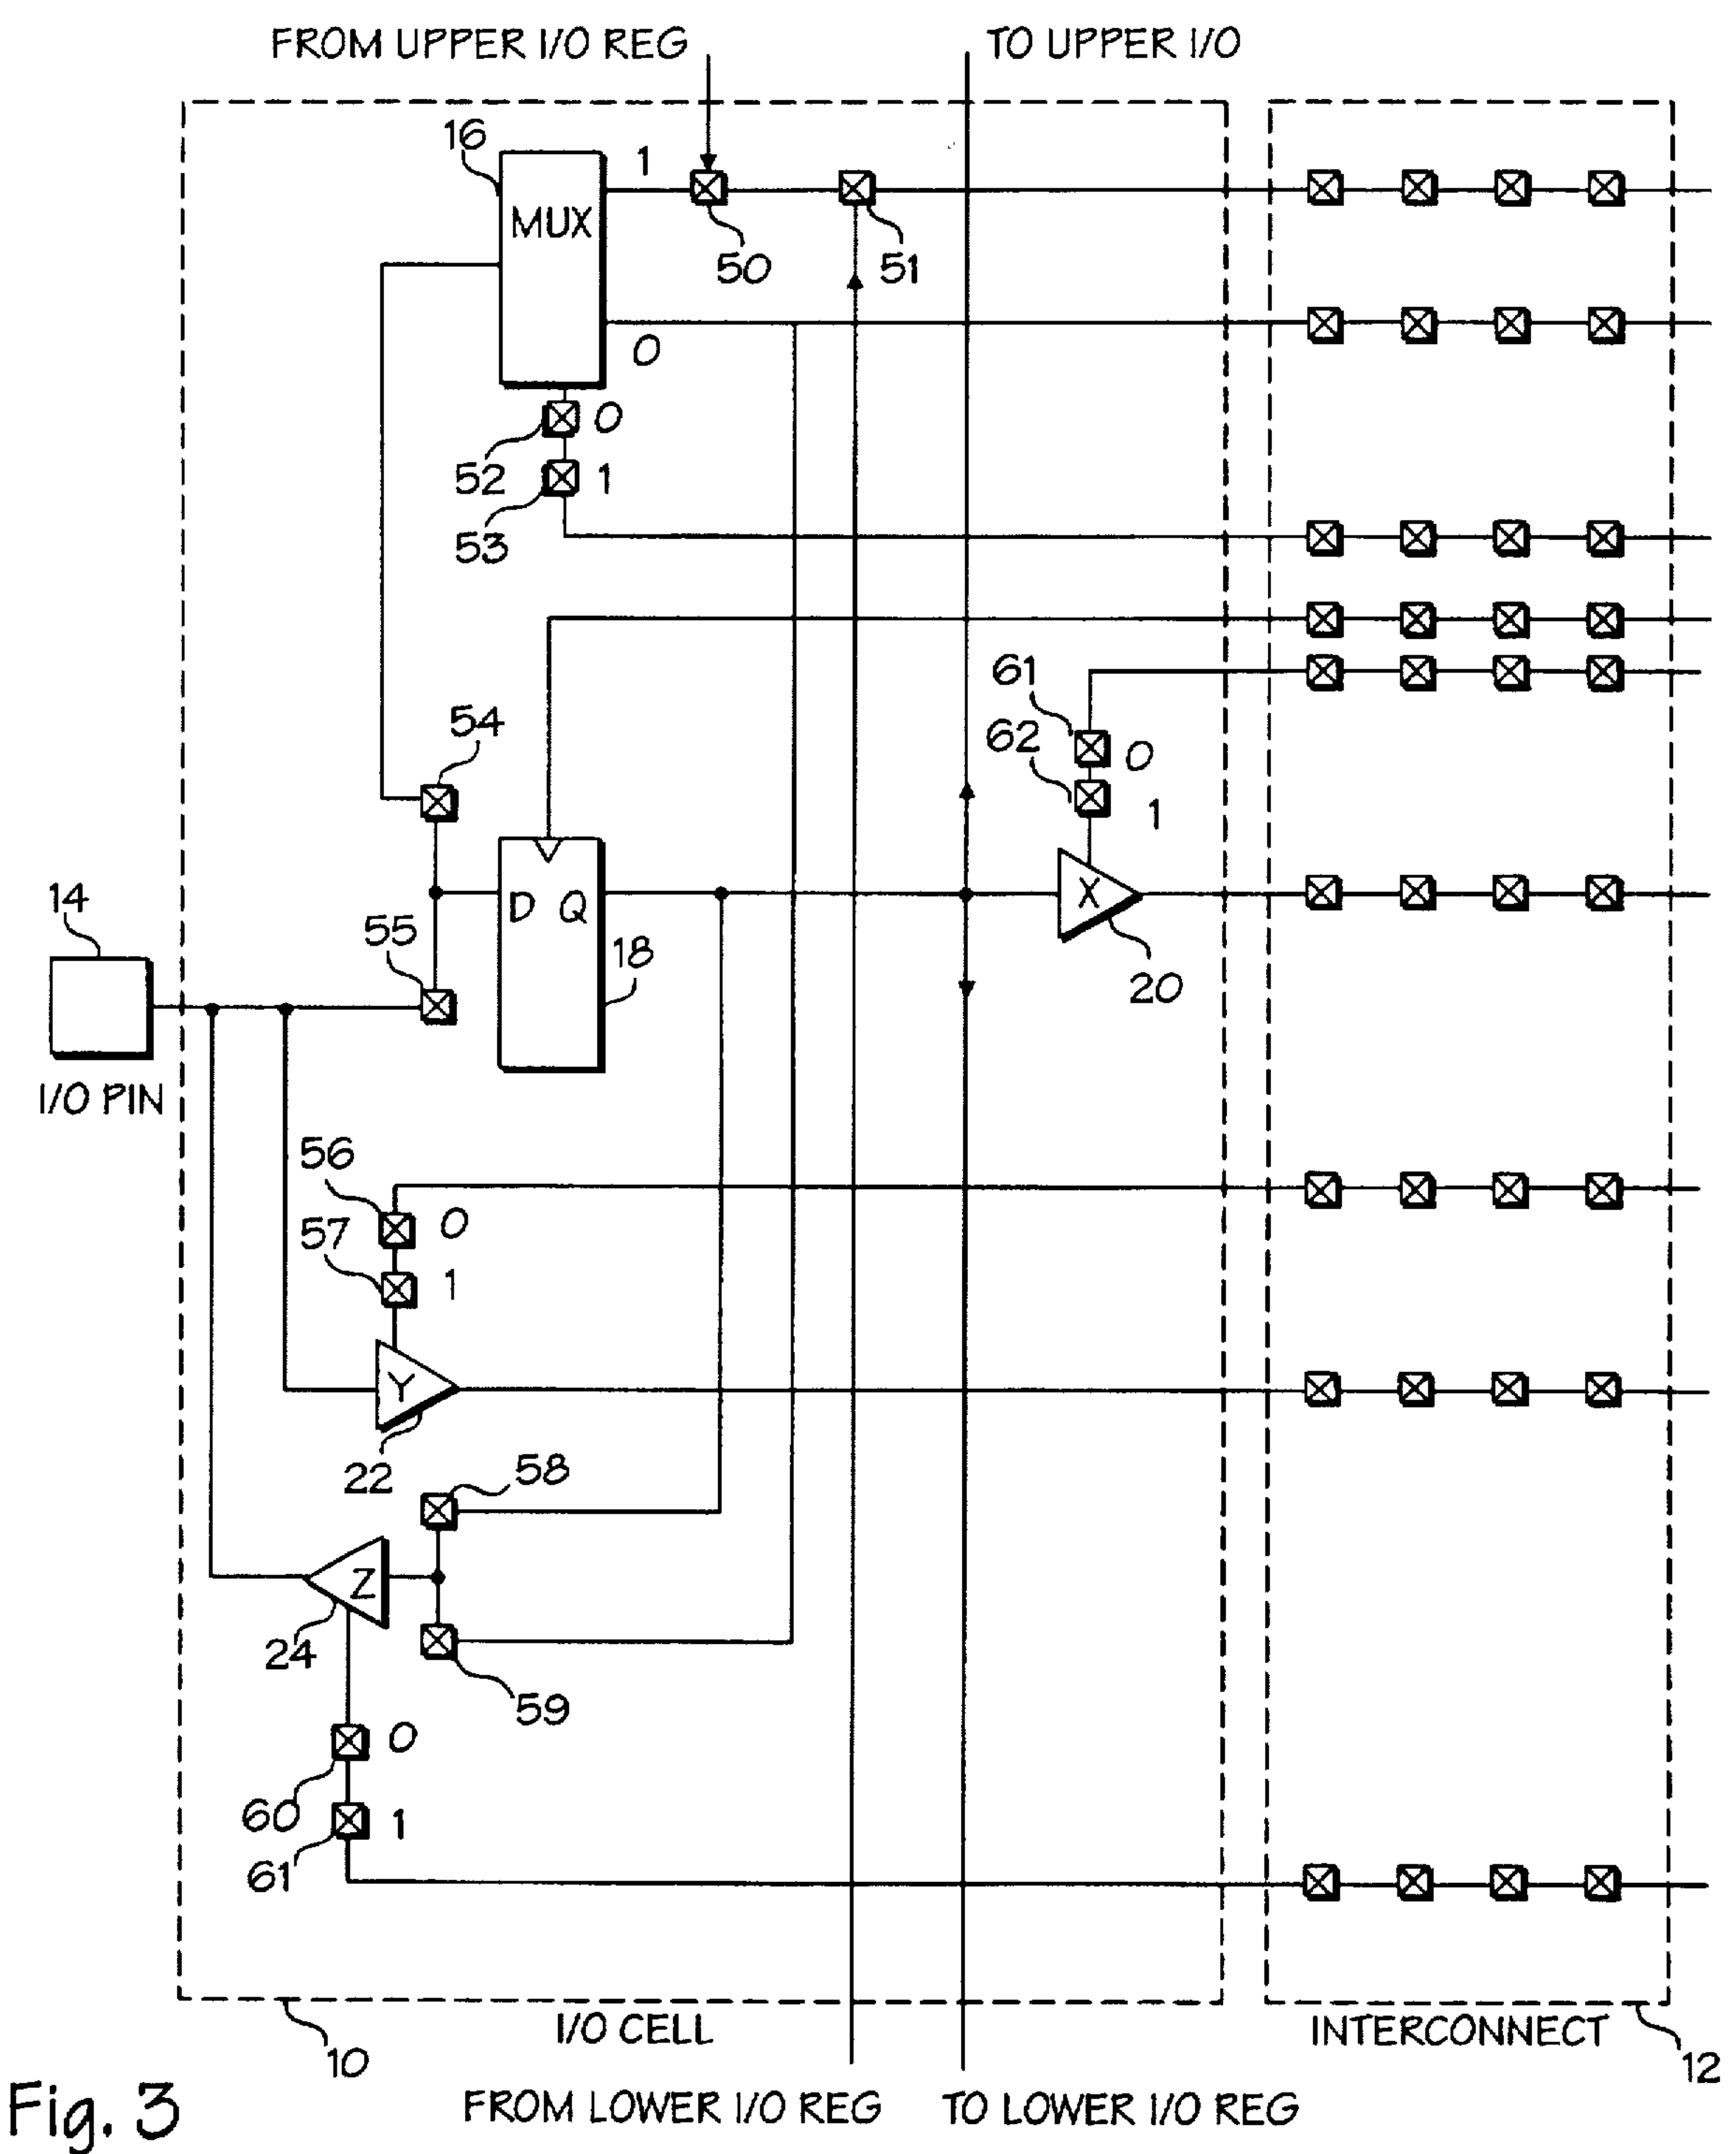 FROM UPPER I/O REG
TO UPPER I/O
16
1
MUX
50
51
0
0
52
1
53
61
0
62
1
54
14
D Q
X
55
18
20
I/O PIN
56
0
57
1
Y
22
58
Z
24
59
0
60
1
61
I/O CELL
INTERCONNECT
10
12
Fig. 3
FROM LOWER I/O REG
TO LOWER I/O REG